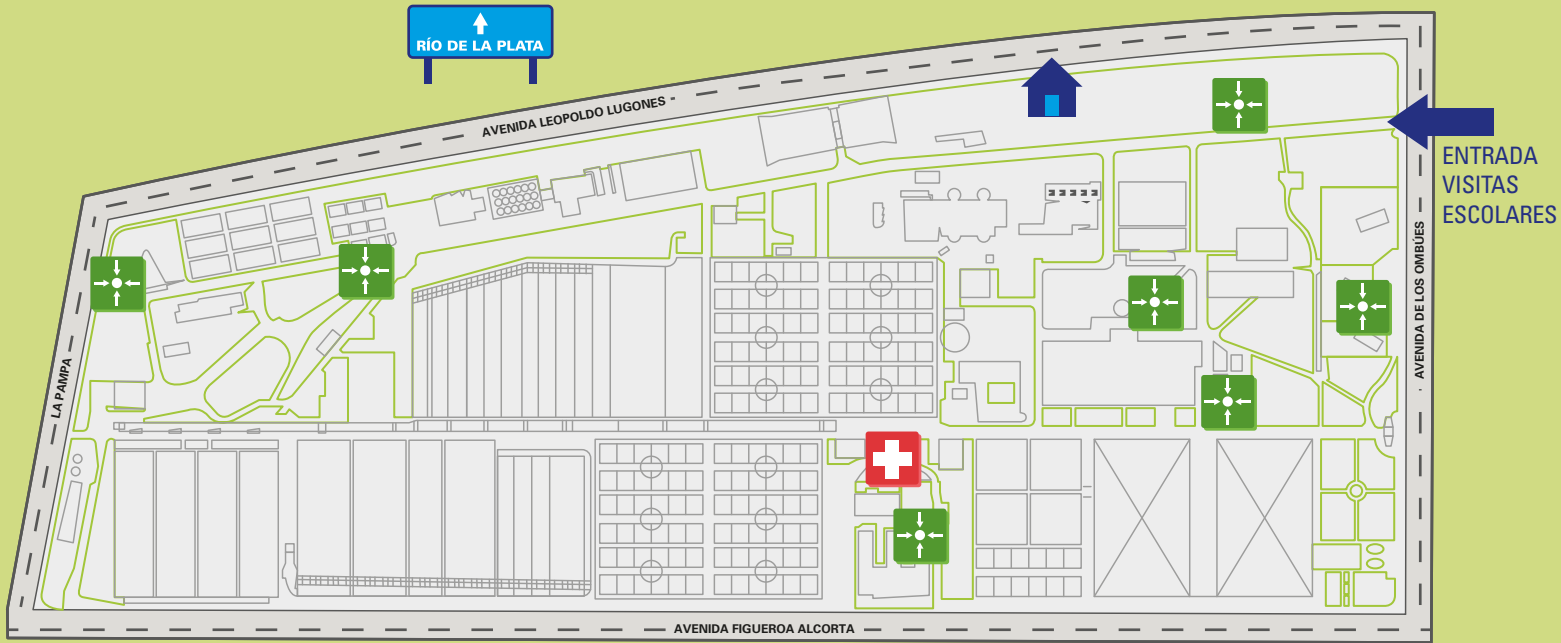 RÍO DE LA PLATA
AVENIDA LEOPOLDO LUGONES
ENTRADA
VISITAS
ESCOLARES
AVENIDA DE LOS OMBÚES
LA PAMPA
AVENIDA FIGUEROA ALCORTA